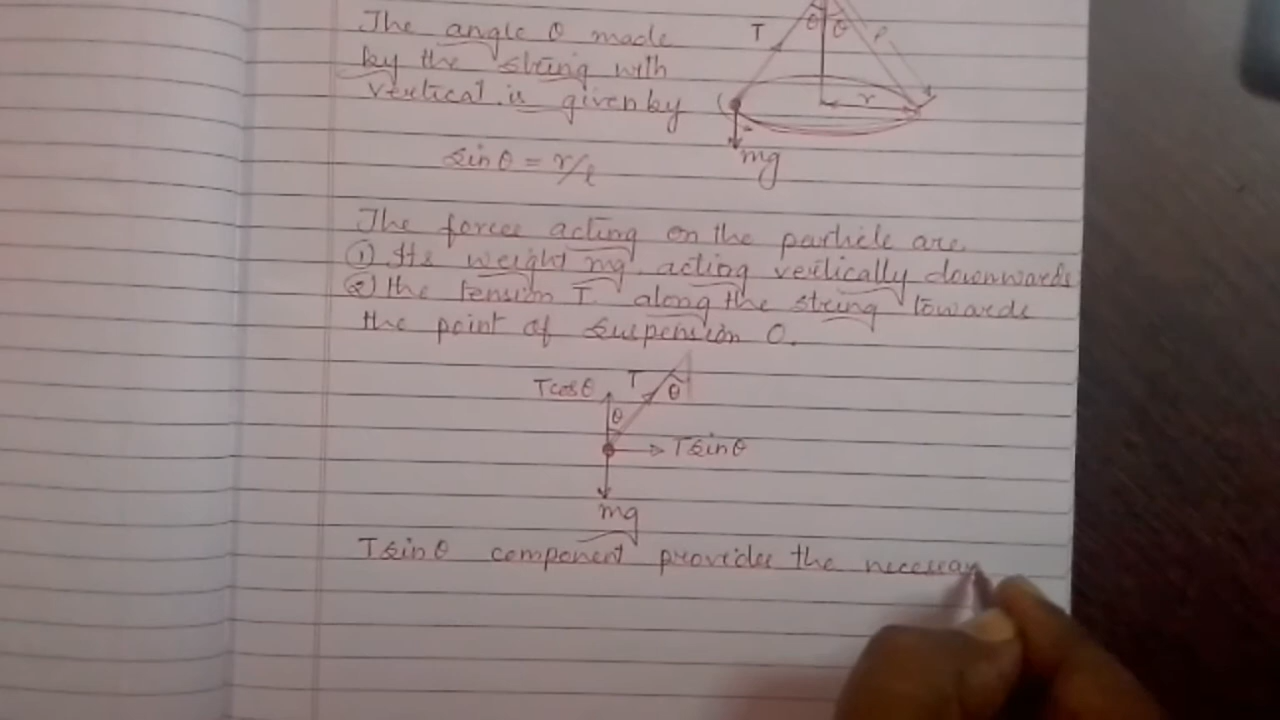 The angle θ made
by the string with
vertical is given by
T θ θ l
r
mg
sin θ = r/l
The forces acting on the particle are
① Its weight mg acting vertically downwards
② the tension T along the string towards
the point of suspension O.
T cos θ T θ
θ
T sin θ
mg
T sin θ component provides the necessary